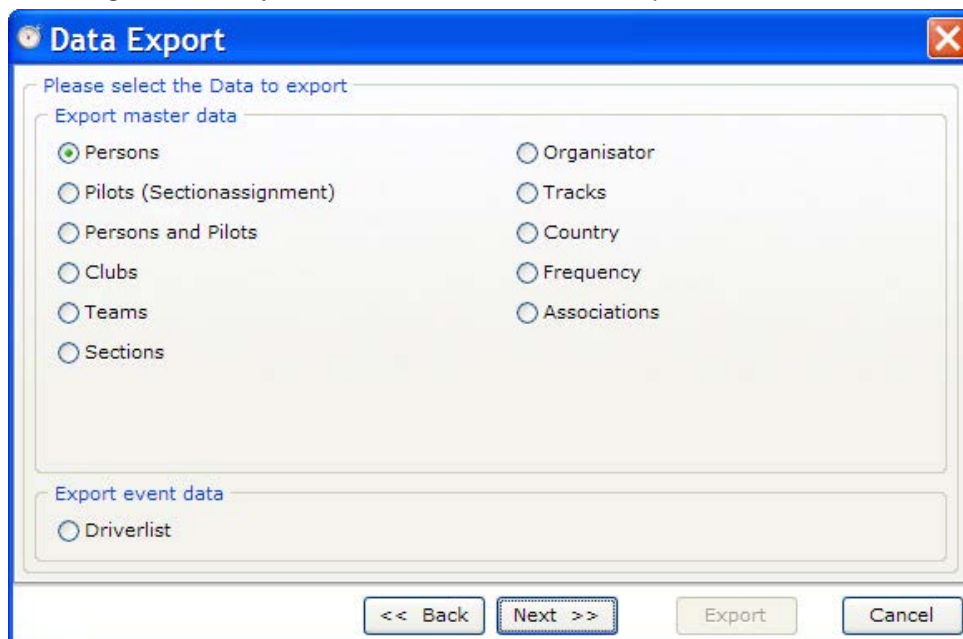 Data Export
Please select the Data to export
Export master data
Persons
Pilots (Sectionassignment)
Persons and Pilots
Clubs
Teams
Sections
Organisator
Tracks
Country
Frequency
Associations
Export event data
Driverlist
<< Back Next >> Export Cancel